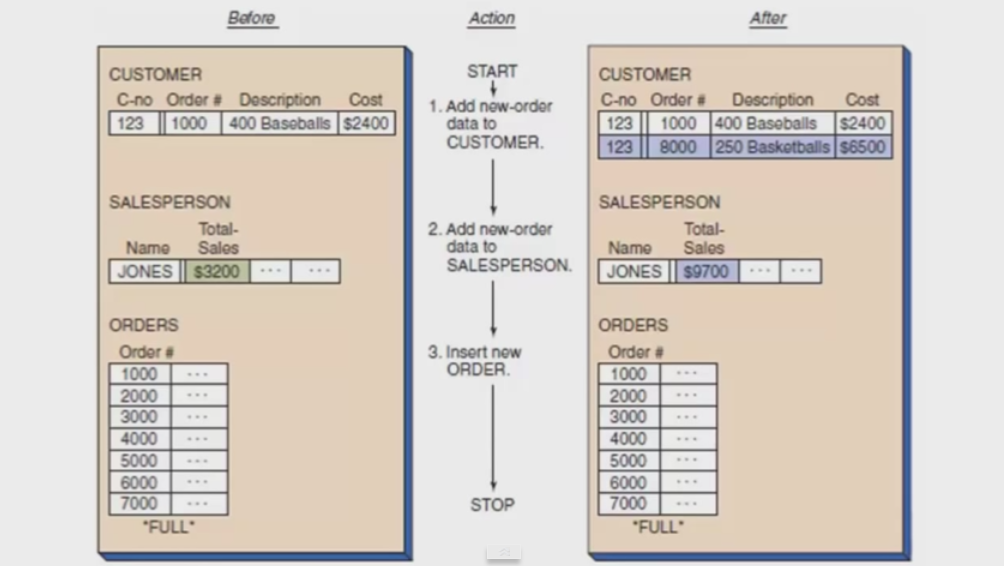 Before
Action
After
CUSTOMER
C-no Order # Description Cost
123 1000 400 Baseballs $2400
SALESPERSON
Total-
Name Sales
JONES $3200 ... ...
ORDERS
Order #
1000 ...
2000 ...
3000 ...
4000 ...
5000 ...
6000 ...
7000 ...
*FULL*
START
1. Add new-order
data to
CUSTOMER.
2. Add new-order
data to
SALESPERSON.
3. Insert new
ORDER.
STOP
CUSTOMER
C-no Order # Description Cost
123 1000 400 Baseballs $2400
123 8000 250 Basketballs $6500
SALESPERSON
Total-
Name Sales
JONES $9700 ... ...
ORDERS
Order #
1000 ...
2000 ...
3000 ...
4000 ...
5000 ...
6000 ...
7000 ...
*FULL*